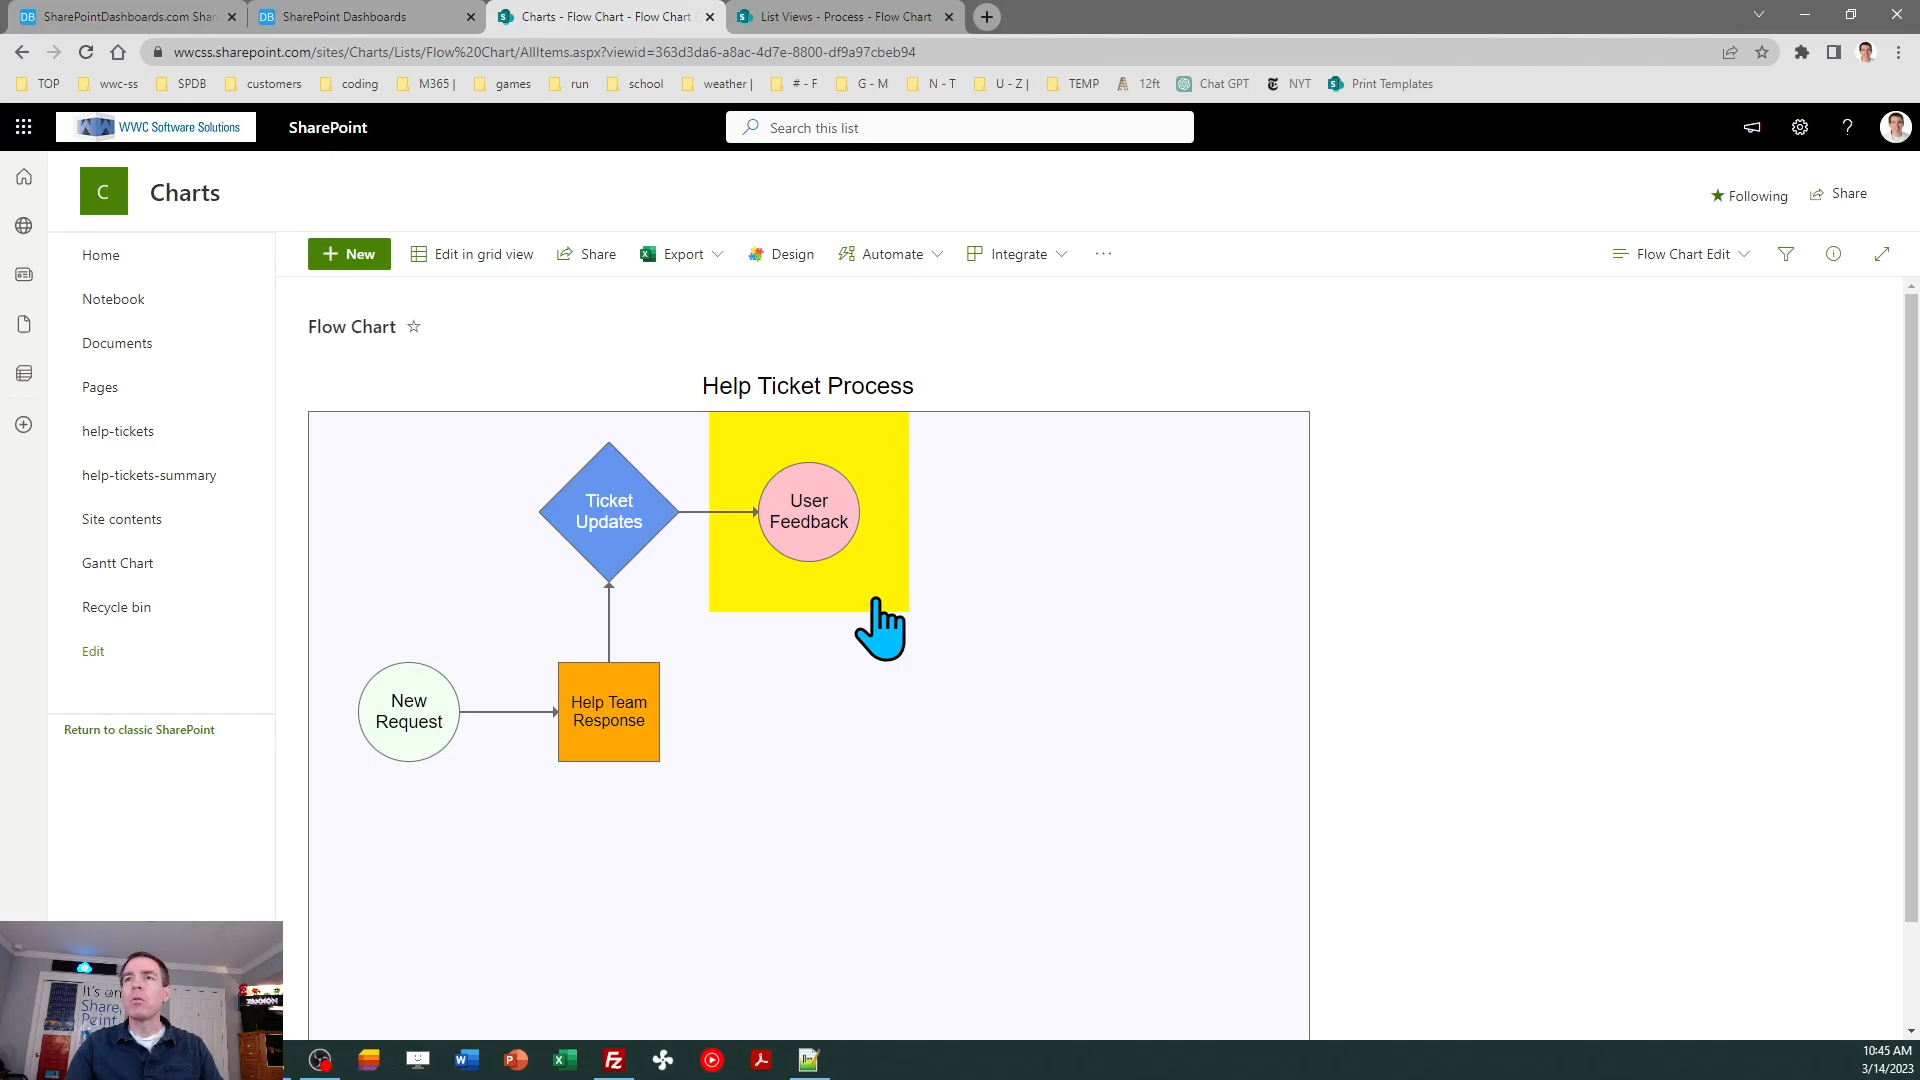 SharePointDashboards.com Shar
SharePoint Dashboards
Charts - Flow Chart - Flow Chart
List Views - Process - Flow Chart
wwcss.sharepoint.com/sites/Charts/Lists/Flow%20Chart/AllItems.aspx?viewid=363d3da6-a8ac-4d7e-8800-df9a97cbeb94
TOP
wwc-ss
SPDB
customers
coding
M365 |
games
run
school
weather |
# - F
G - M
N - T
U - Z |
TEMP
12ft
Chat GPT
NYT
Print Templates
WWC Software Solutions
SharePoint
Search this list
C
Charts
Following
Share
Home
Notebook
Documents
Pages
help-tickets
help-tickets-summary
Site contents
Gantt Chart
Recycle bin
Edit
Return to classic SharePoint
New
Edit in grid view
Share
Export
Design
Automate
Integrate
Flow Chart Edit
Flow Chart
Help Ticket Process
Ticket
Updates
User
Feedback
New
Request
Help Team
Response
It's on
Share
Point
10:45 AM
3/14/2023